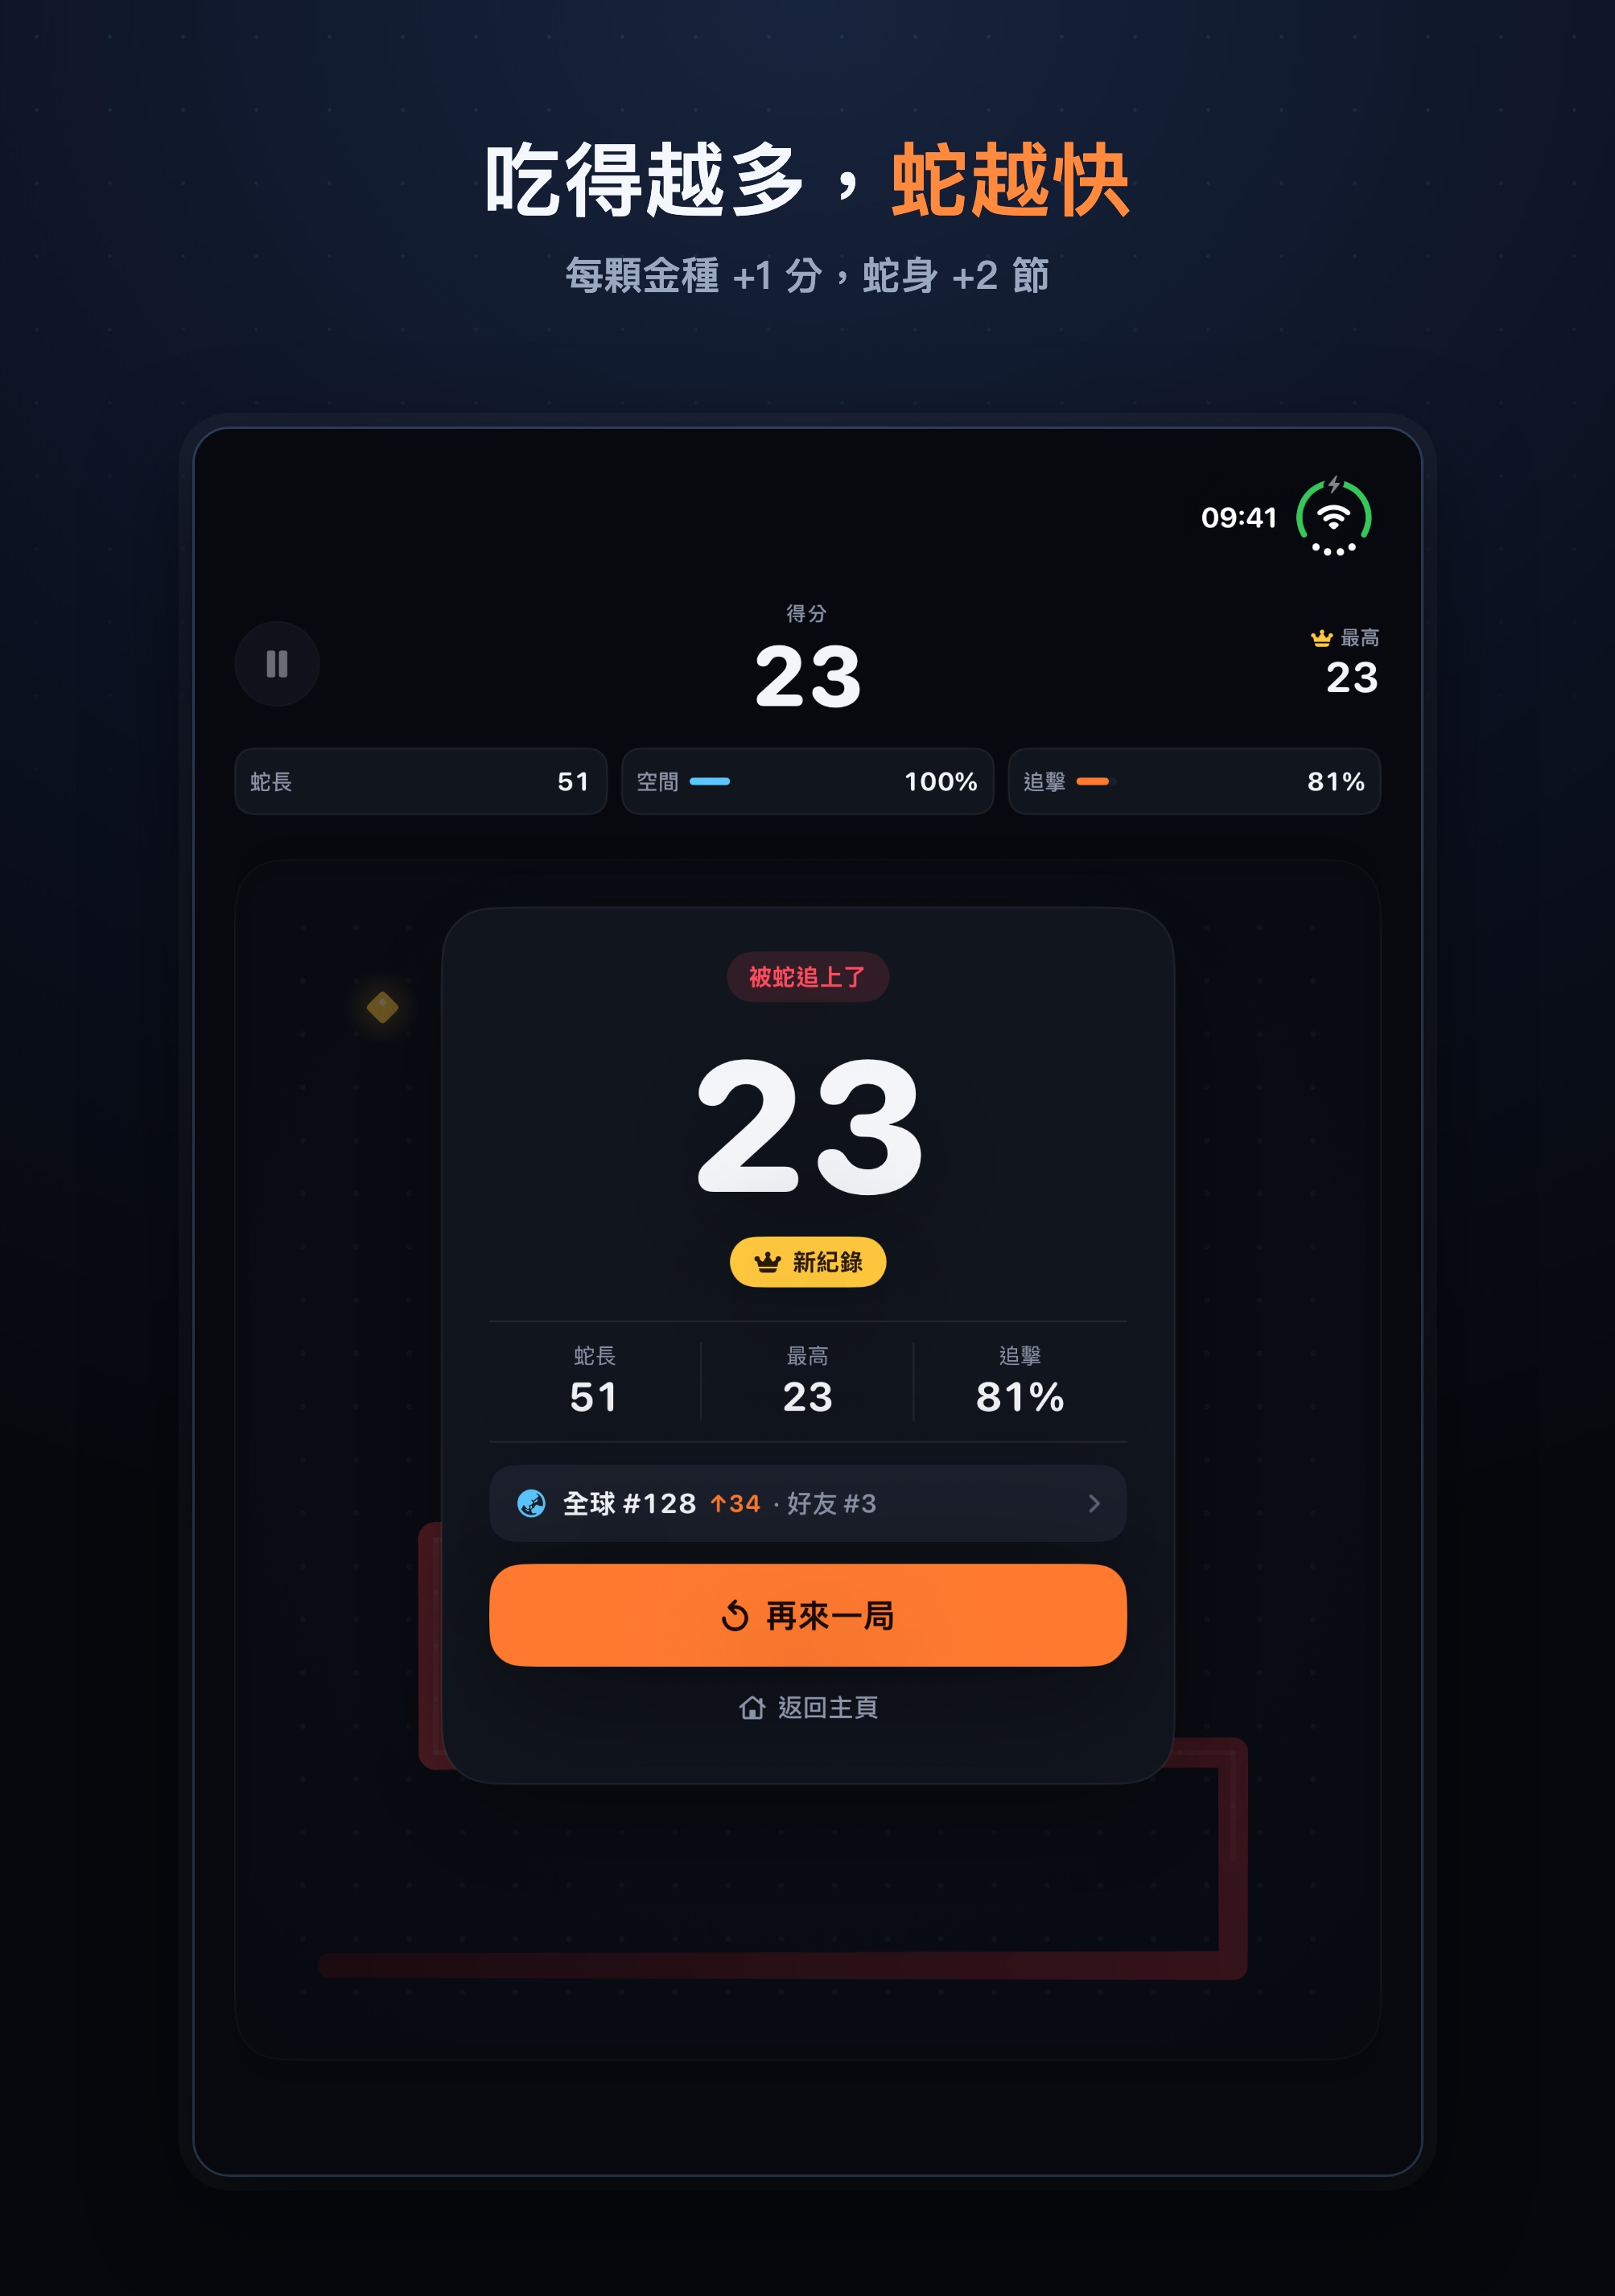 吃得越多，蛇越快
每顆金種 +1 分，蛇身 +2 節
09:41
得分
23
最高
23
蛇長 51
空間 100%
追擊 81%
被蛇追上了
23
新紀錄
蛇長 最高 追擊
51 23 81%
全球 #128 ↑34 · 好友 #3
再來一局
返回主頁